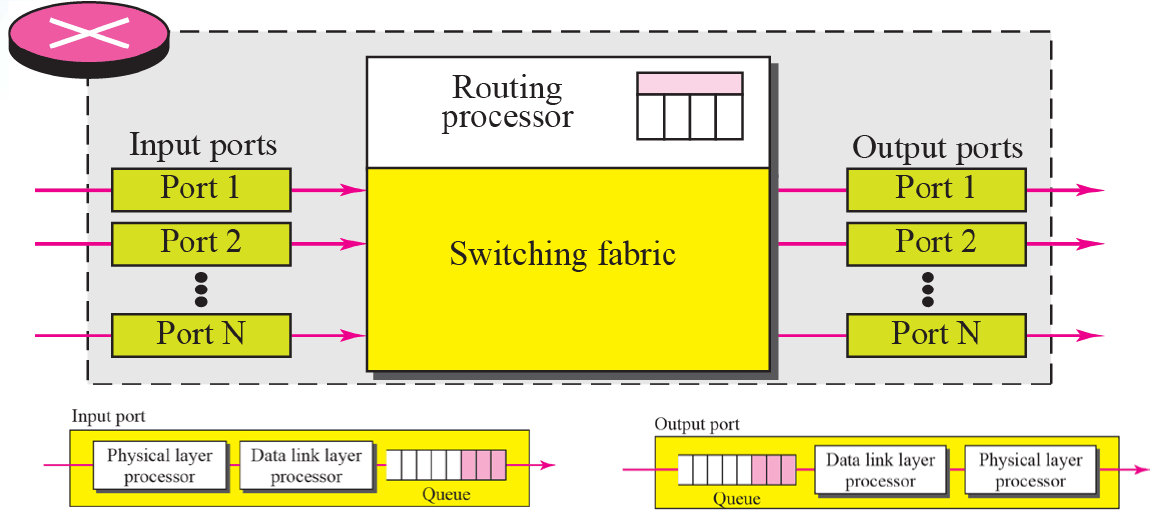 Routing
processor
Input ports
Output ports
Port 1
Port 1
Port 2
Switching fabric
Port 2
Port N
Port N
Input port
Physical layer
processor
Data link layer
processor
Queue
Output port
Queue
Data link layer
processor
Physical layer
processor